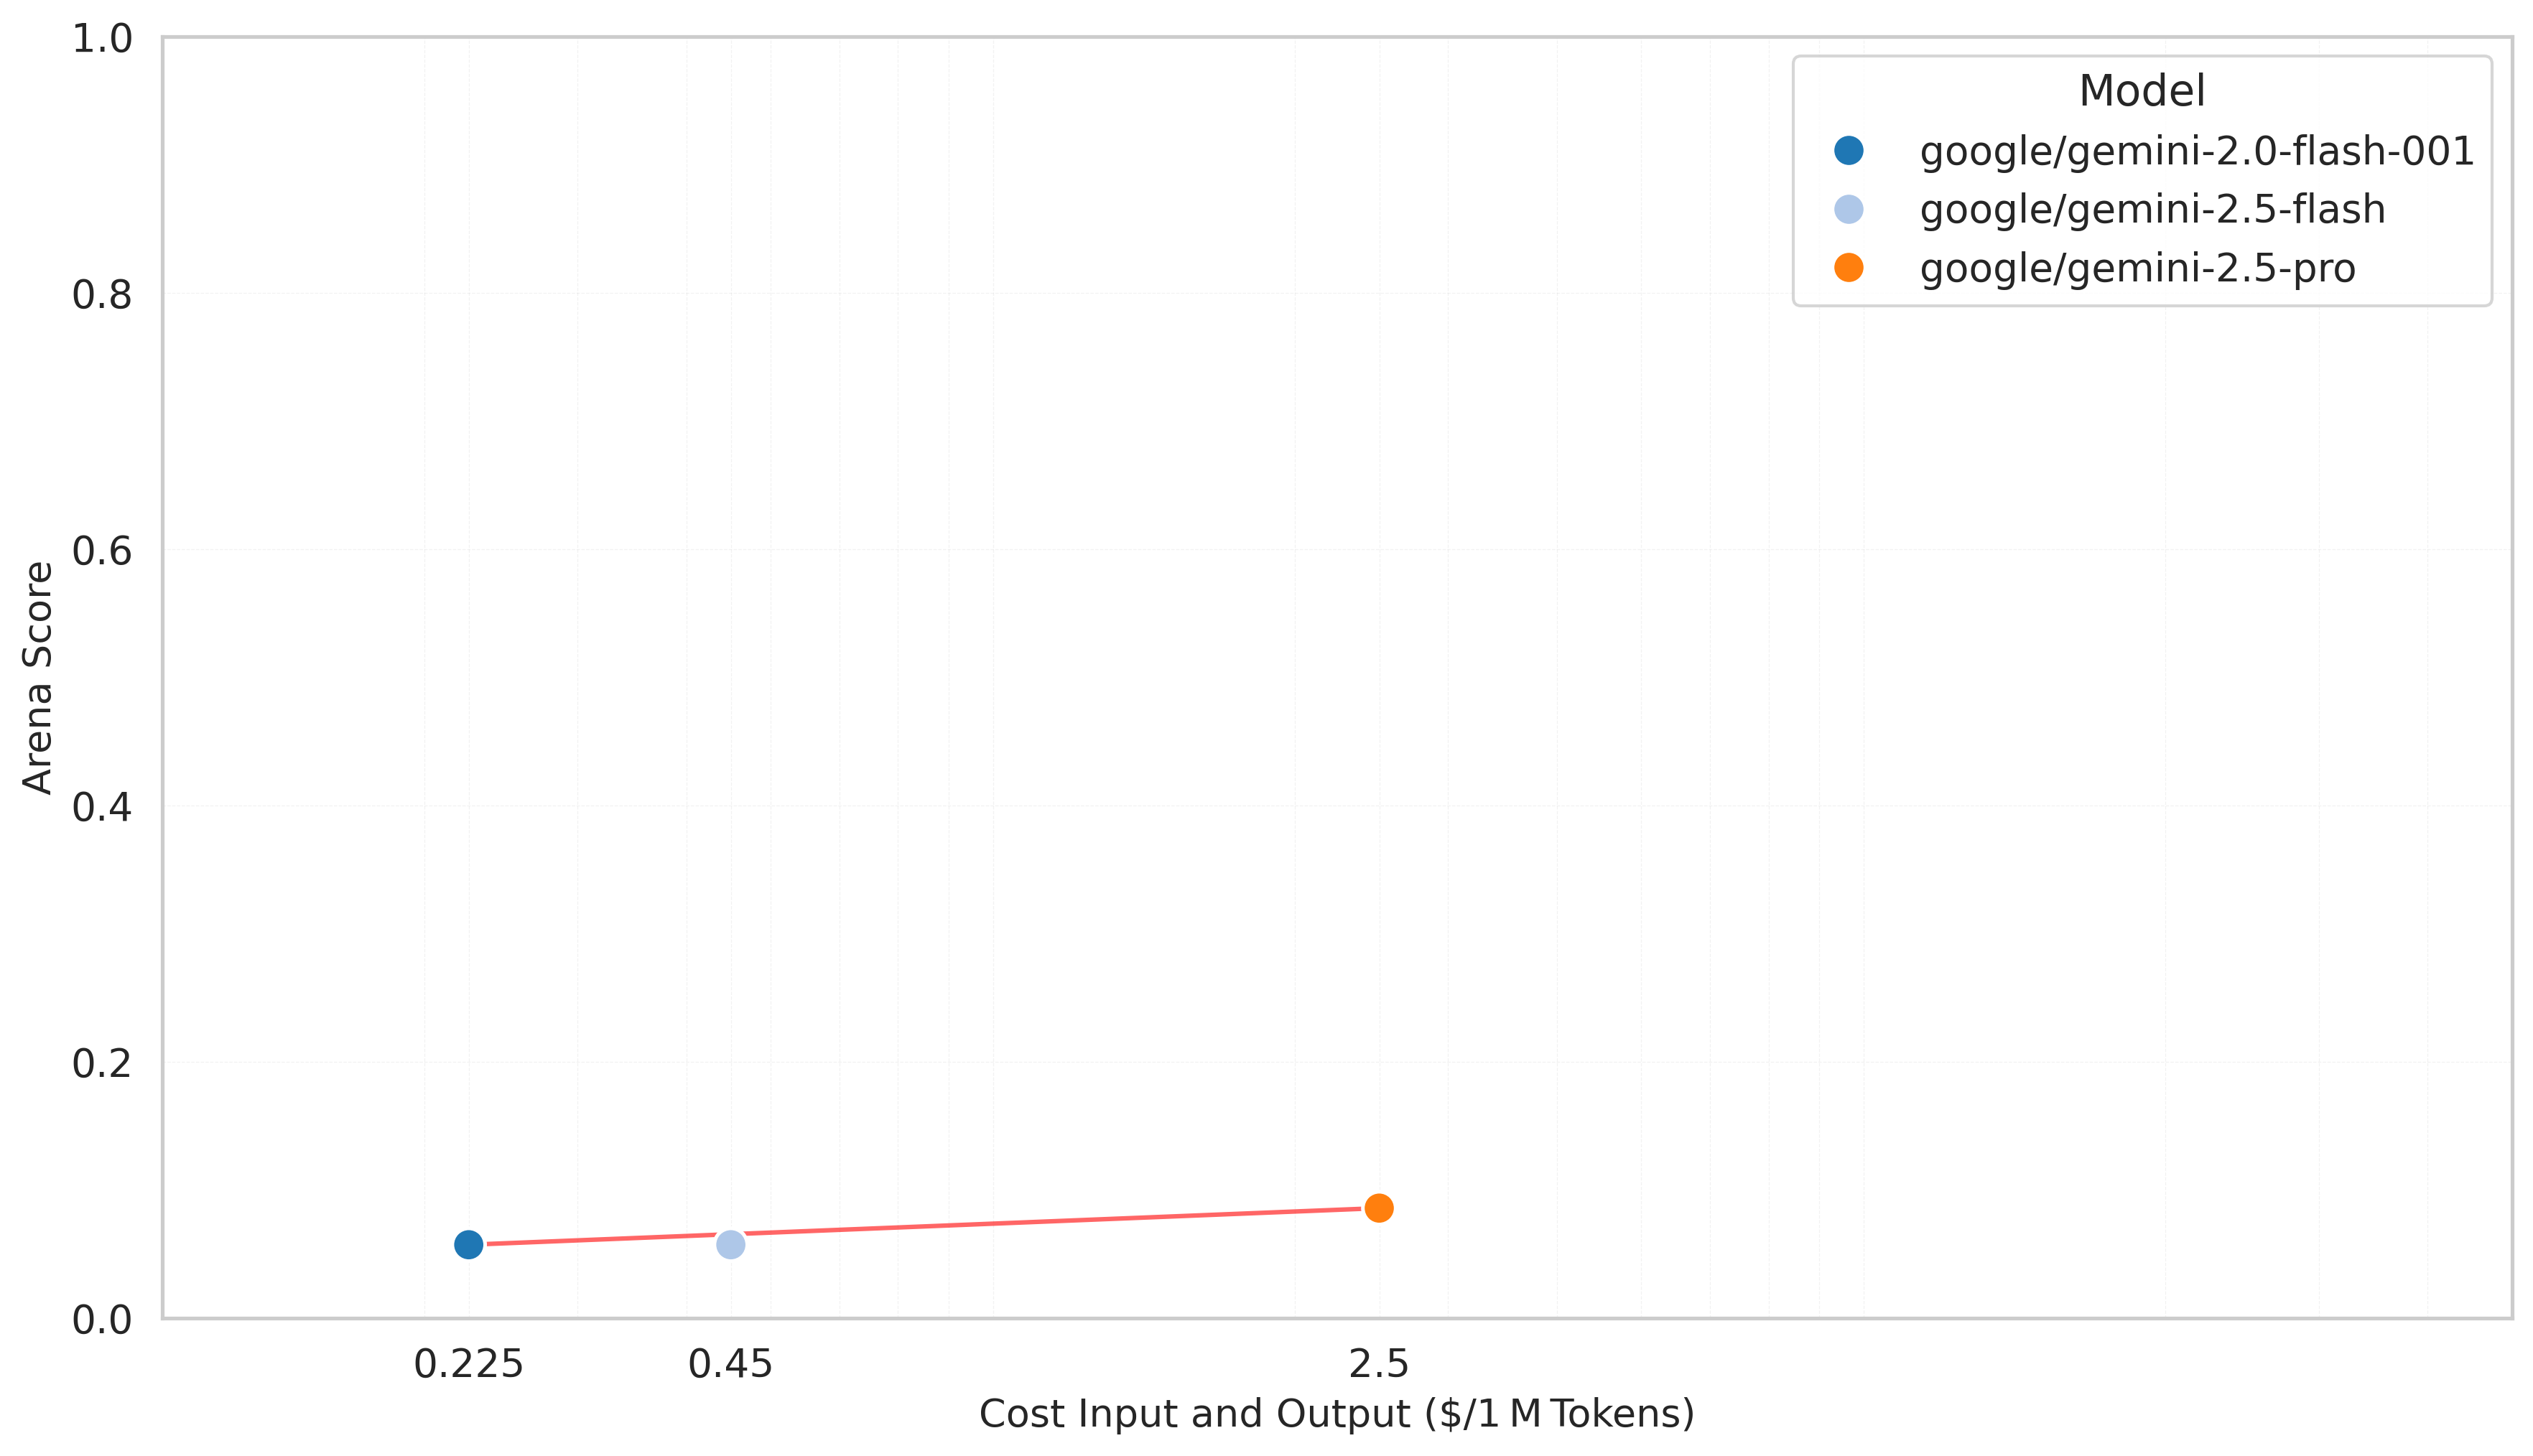 1.0
0.8
0.6
0.4
0.2
0.0
Arena Score
Model
google/gemini-2.0-flash-001
google/gemini-2.5-flash
google/gemini-2.5-pro
0.225 0.45 2.5
Cost Input and Output ($/1 M Tokens)